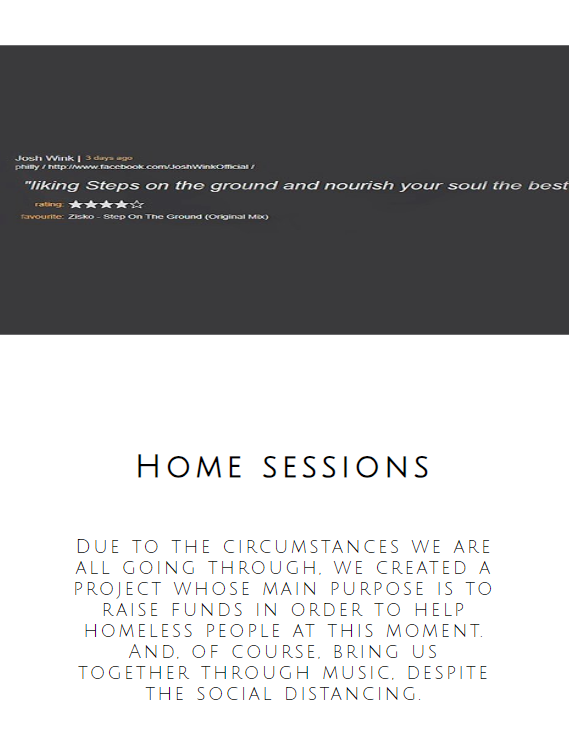 Josh Wink | 3 days ago
philly / http://www.facebook.com/JoshWinkOfficial /
"liking Steps on the ground and nourish your soul the best
rating: ★★★★☆
favourite: Zisko - Step On The Ground (Original Mix)
Home sessions
Due to the circumstances we are
all going through, we created a
project whose main purpose is to
raise funds in order to help
homeless people at this moment.
And, of course, bring us
together through music, despite
the social distancing.